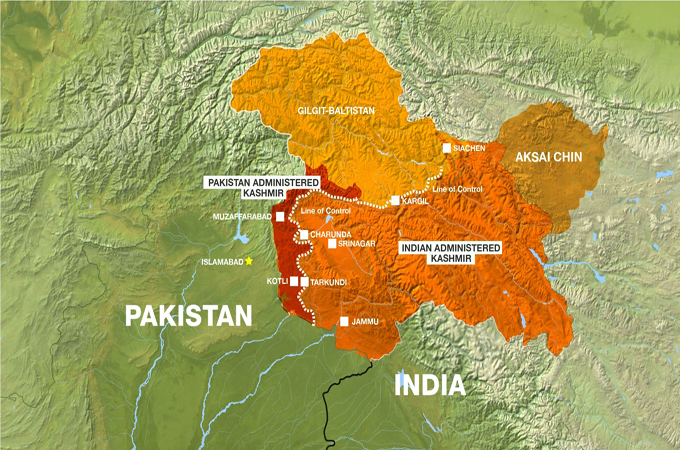 GILGIT-BALTISTAN
SIACHEN
AKSAI CHIN
PAKISTAN ADMINISTERED
KASHMIR
Line of Control
KARGIL
MUZAFFARABAD
Line of Control
CHARUNDA
SRINAGAR
INDIAN ADMINISTERED
KASHMIR
ISLAMABAD
KOTLI
TARKUNDI
PAKISTAN
JAMMU
INDIA